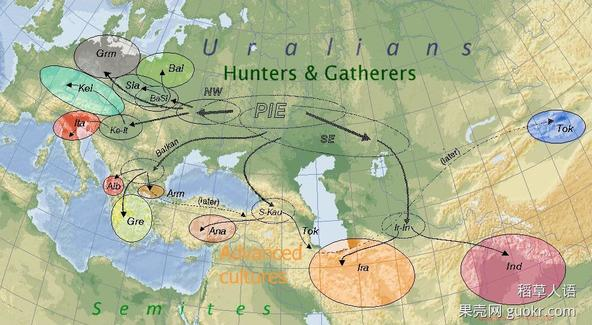 Uralians
Hunters & Gatherers
Grm
Bal
Kel
Sla
BaSl
NW
PIE
SE
Ita
Ke-It
Balkan
(later)
Tok
Alb
Arm
(later)
Gre
Ana
S-Kau
Tok
Ir-In
Advanced
cultures
Ira
Ind
Semites
稻草人语
果壳网 guokr.com